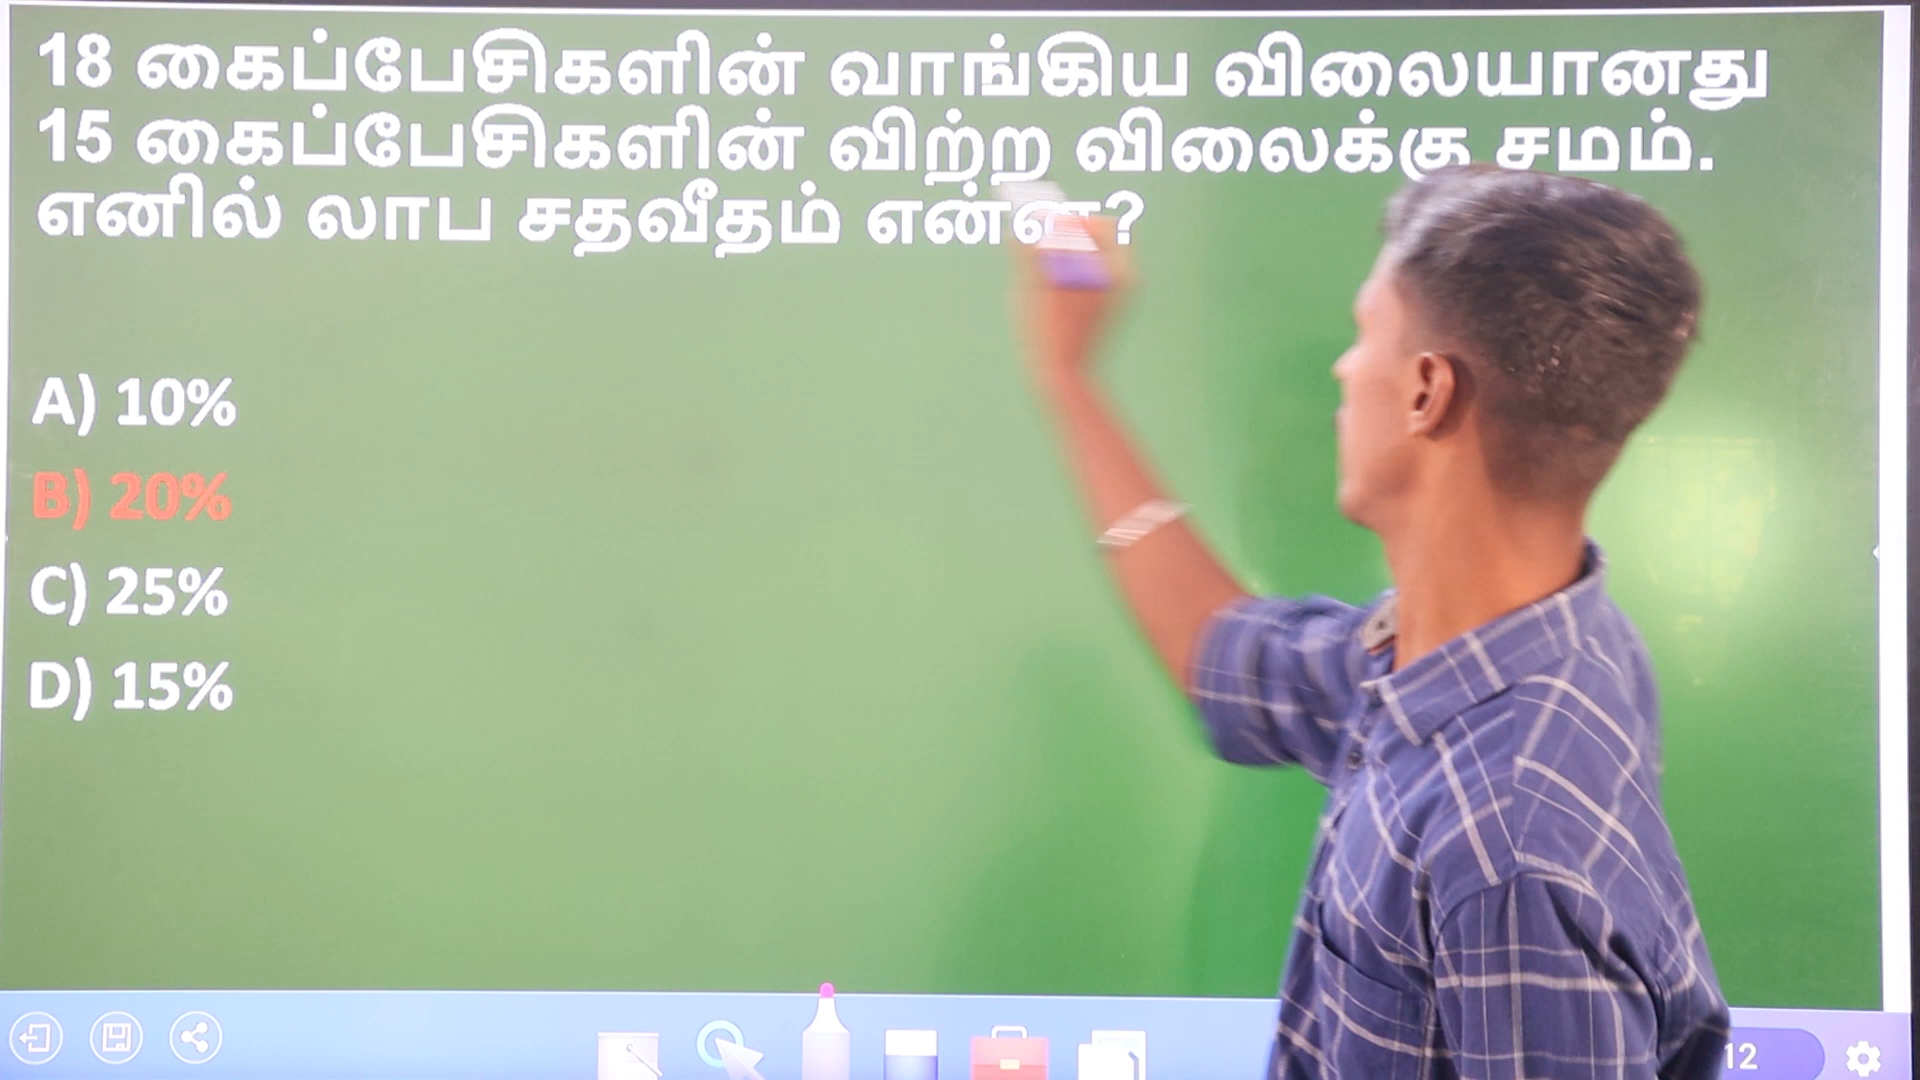 18 கைப்பேசிகளின் வாங்கிய விலையானது
15 கைப்பேசிகளின் விற்ற விலைக்கு சமம்.
எனில் லாப சதவீதம் என்ன?
A) 10%
B) 20%
C) 25%
D) 15%
12